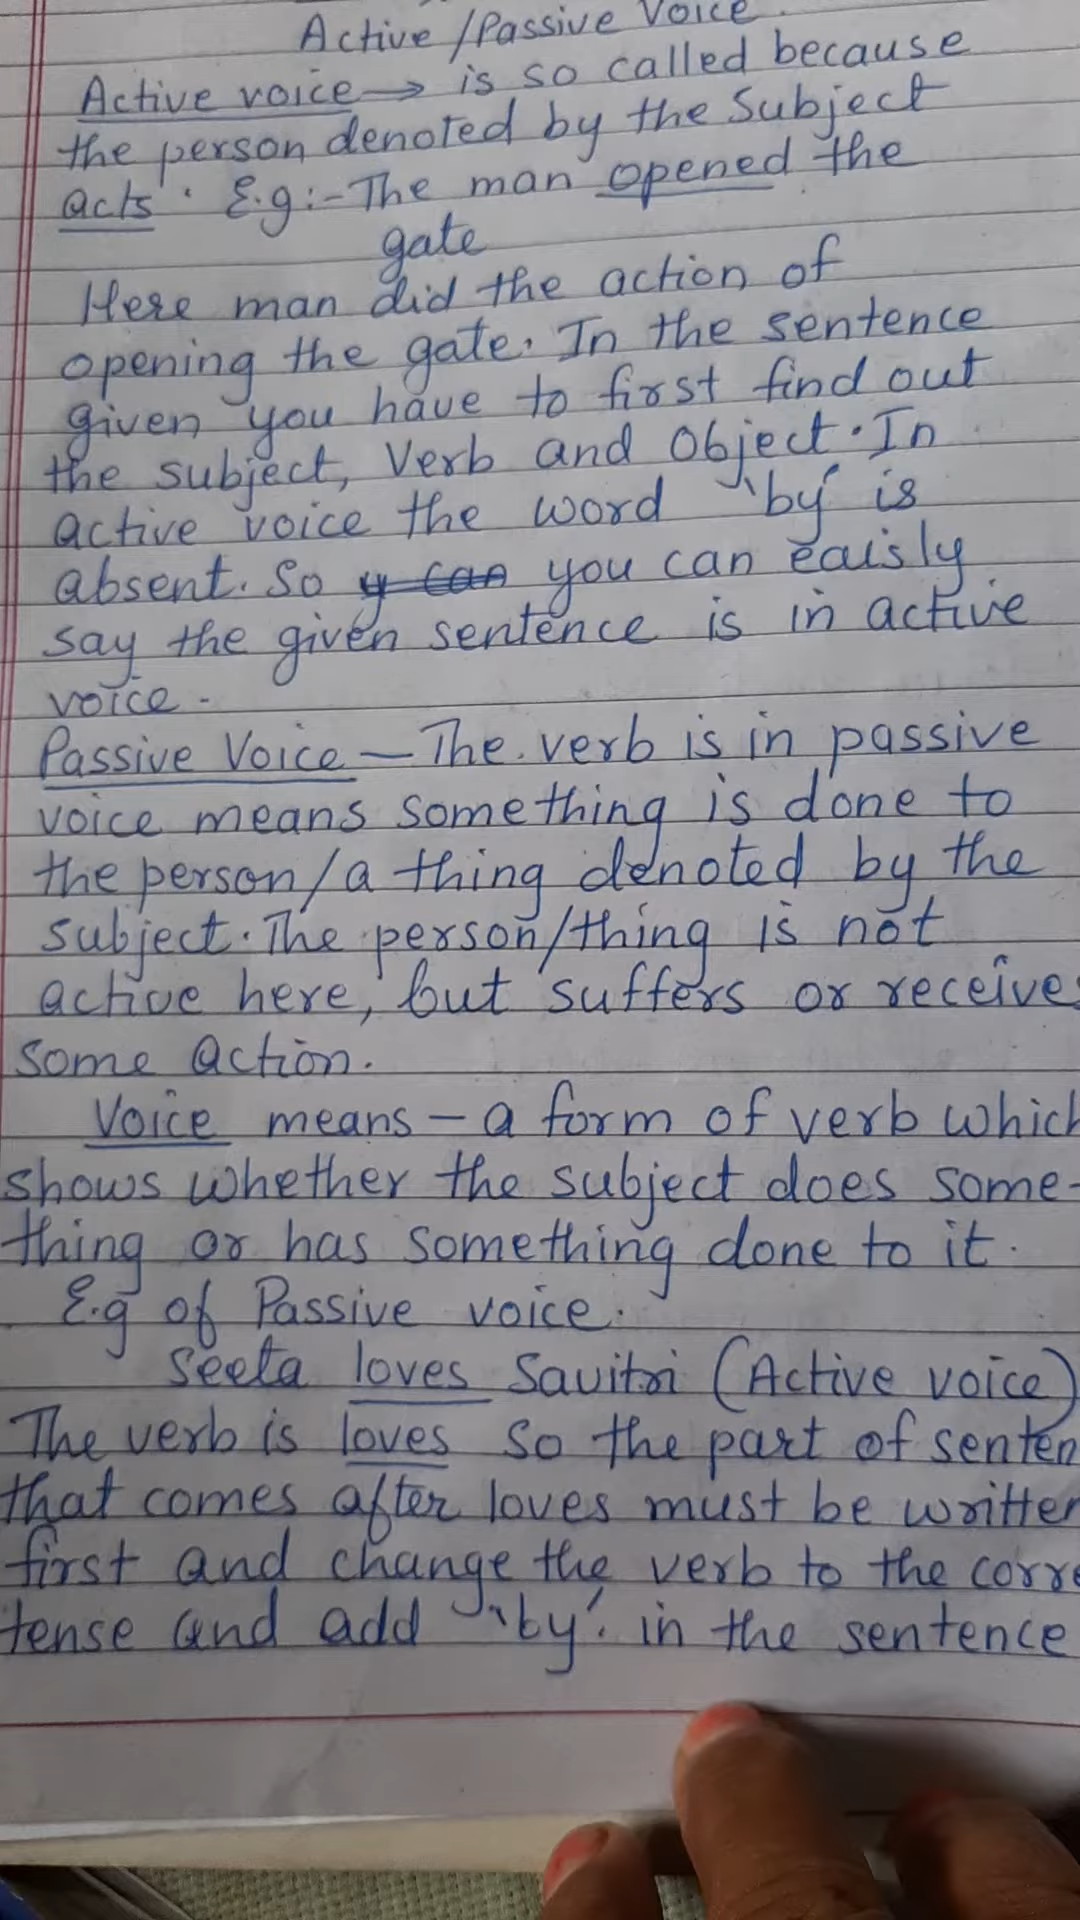 Active /Passive Voice.
Active voice → is so called because
the person denoted by the Subject
acts. E.g:- The man opened the
gate
Here man did the action of
opening the gate. In the sentence
given you have to first find out
the subject, Verb and Object. In
active voice the word 'by' is
absent. So y can you can eaisly
say the given sentence is in active
voice.
Passive Voice – The verb is in passive
voice means something is done to
the person/a thing denoted by the
subject. The person/thing is not
active here, but suffers or receives
some action.
Voice means – a form of verb which
shows whether the subject does some-
thing or has something done to it.
E.g of Passive voice.
Seeta loves Savitri (Active voice)
The verb is loves so the part of senten
that comes after loves must be written
first and change the verb to the corre
tense and add 'by'. in the sentence